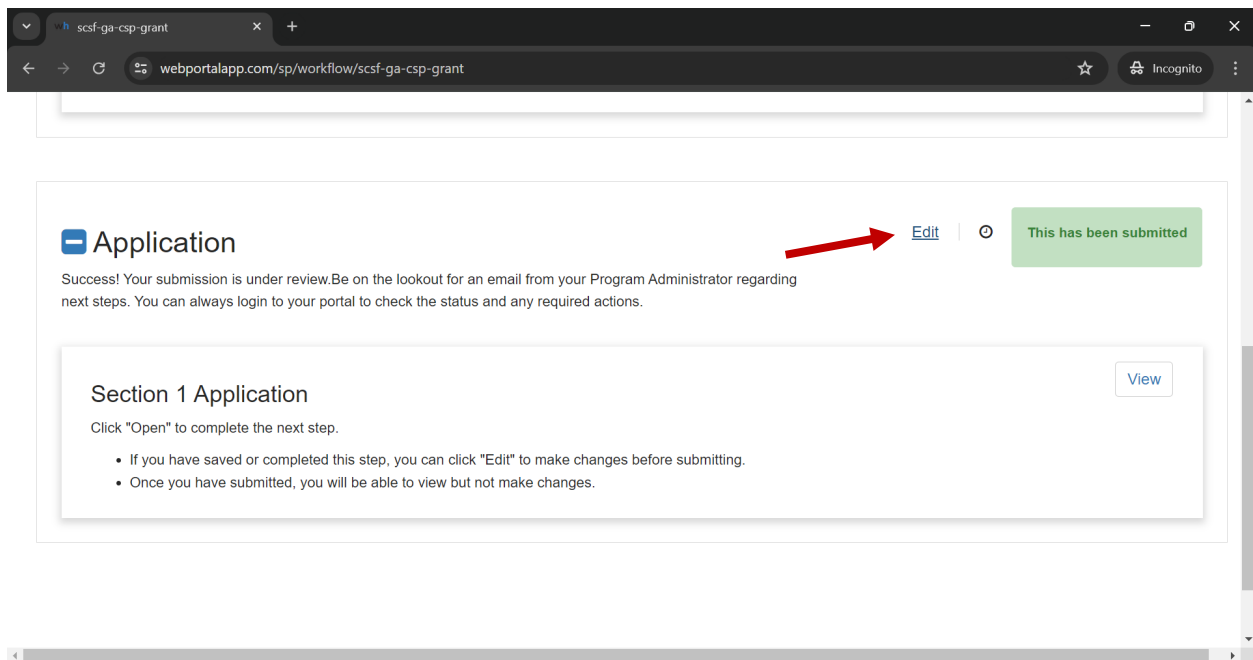 wh scsf-ga-csp-grant
webportalapp.com/sp/workflow/scsf-ga-csp-grant
Incognito
Application
Edit
This has been submitted
Success! Your submission is under review.Be on the lookout for an email from your Program Administrator regarding
next steps. You can always login to your portal to check the status and any required actions.
Section 1 Application
View
Click "Open" to complete the next step.
• If you have saved or completed this step, you can click "Edit" to make changes before submitting.
• Once you have submitted, you will be able to view but not make changes.